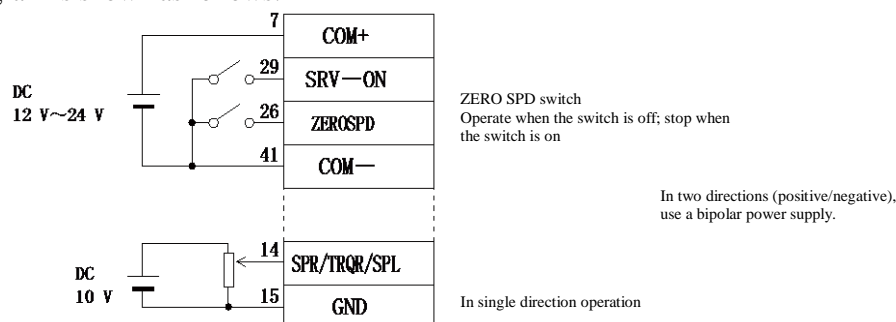 7 COM+
29 SRV—ON
DC
12 V~24 V
26 ZEROSPD
41 COM—
ZERO SPD switch
Operate when the switch is off; stop when
the switch is on
In two directions (positive/negative),
use a bipolar power supply.
14 SPR/TRQR/SPL
DC
10 V
15 GND
In single direction operation